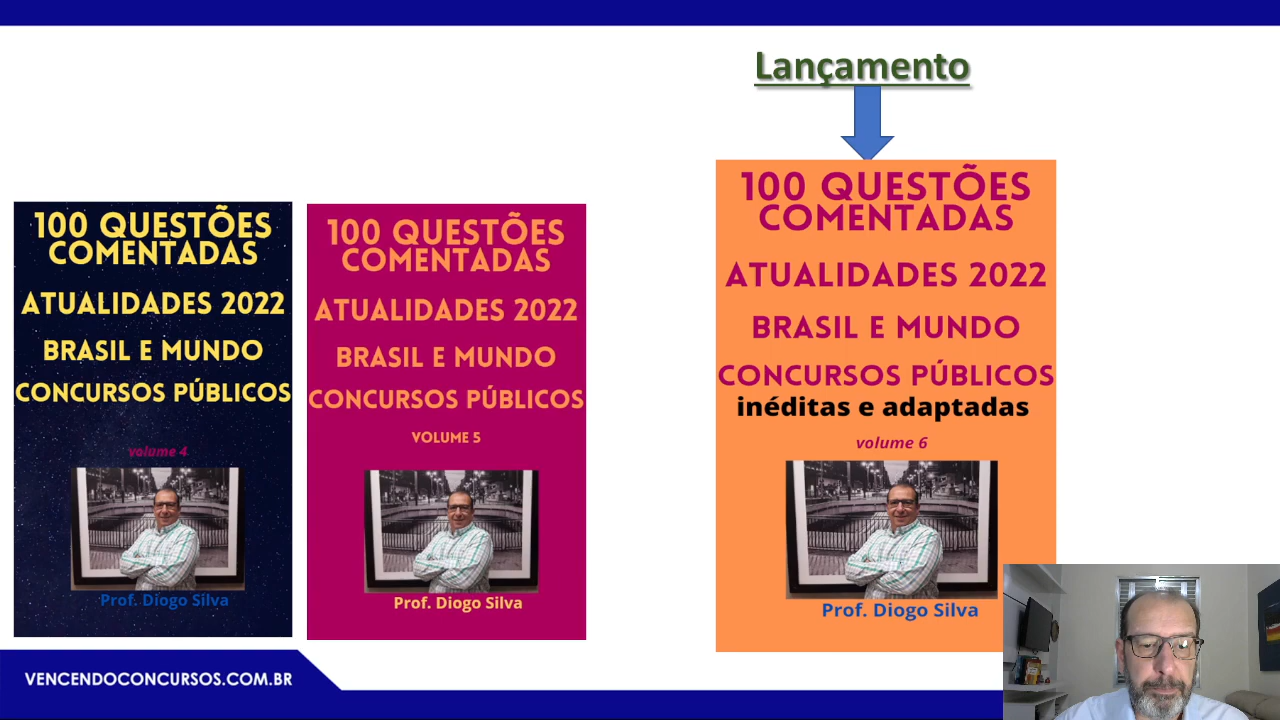 Lançamento
100 QUESTÕES
COMENTADAS
ATUALIDADES 2022
BRASIL E MUNDO
CONCURSOS PÚBLICOS
volume 4
Prof. Diogo Silva
100 QUESTÕES
COMENTADAS
ATUALIDADES 2022
BRASIL E MUNDO
CONCURSOS PÚBLICOS
VOLUME 5
Prof. Diogo Silva
100 QUESTÕES
COMENTADAS
ATUALIDADES 2022
BRASIL E MUNDO
CONCURSOS PÚBLICOS
inéditas e adaptadas
volume 6
Prof. Diogo Silva
VENCENDOCONCURSOS.COM.BR